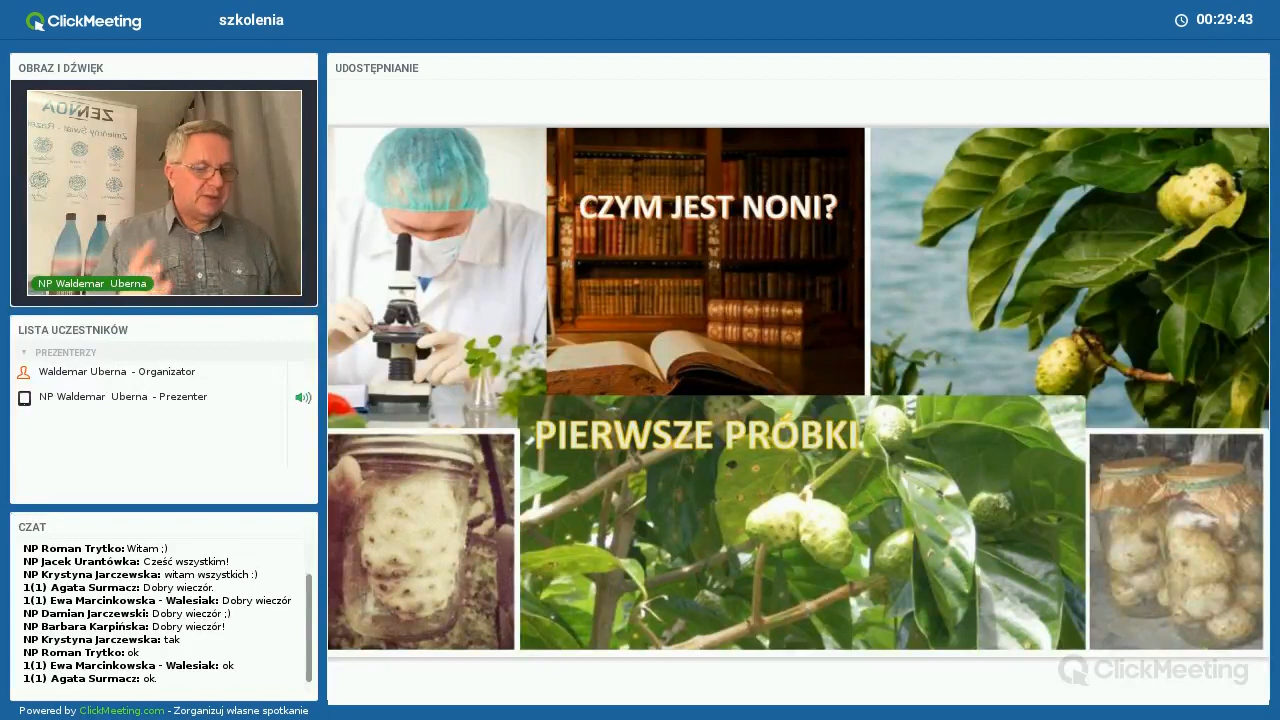 ClickMeeting
szkolenia
00:29:43
OBRAZ I DŹWIĘK
ZENNOA
Zmienimy Świat - Razem
NP Waldemar Uberna
LISTA UCZESTNIKÓW
PREZENTERZY
Waldemar Uberna - Organizator
NP Waldemar Uberna - Prezenter
CZAT
NP Roman Trytko: Witam ;)
NP Jacek Urantówka: Cześć wszystkim!
NP Krystyna Jarczewska: witam wszystkich :)
1(1) Agata Surmacz: Dobry wieczór.
1(1) Ewa Marcinkowska - Walesiak: Dobry wieczór
NP Damian Jarczewski: Dobry wieczór ;)
NP Barbara Karpińska: Dobry wieczór!
NP Krystyna Jarczewska: tak
NP Roman Trytko: ok
1(1) Ewa Marcinkowska - Walesiak: ok
1(1) Agata Surmacz: ok.
Powered by ClickMeeting.com - Zorganizuj własne spotkanie
UDOSTĘPNIANIE
CZYM JEST NONI?
PIERWSZE PRÓBKI.
ClickMeeting